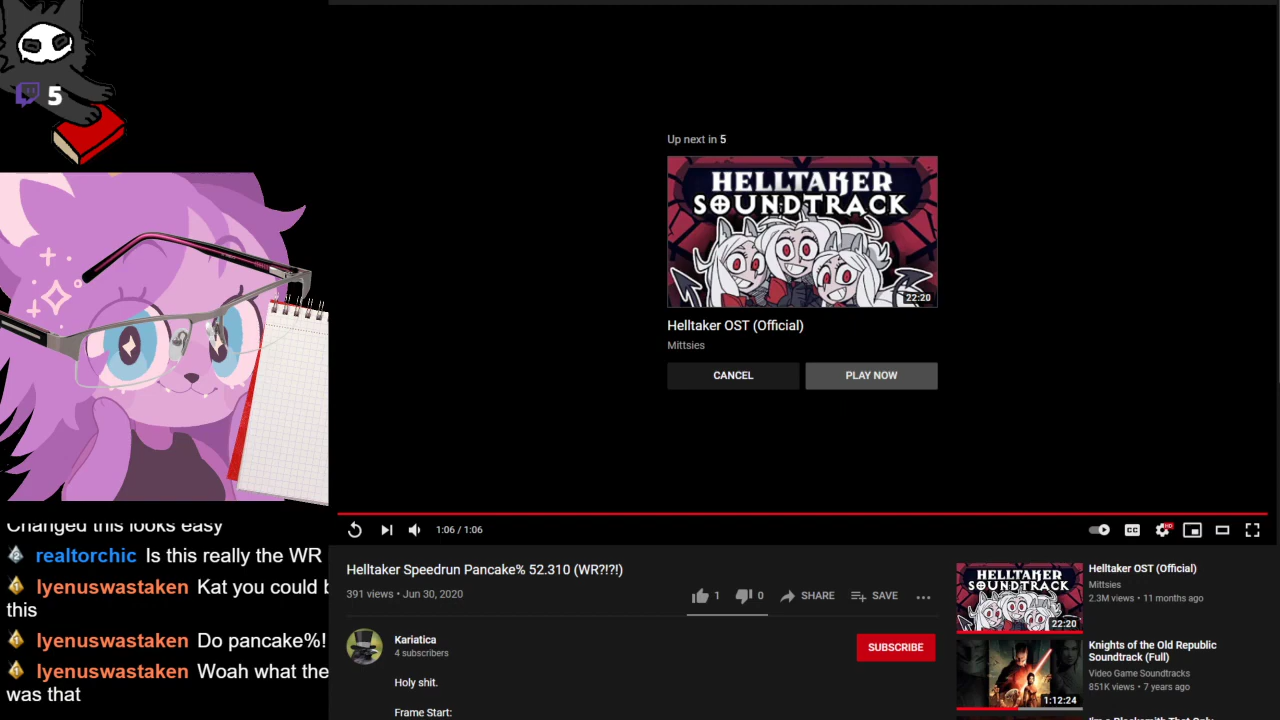 5
Changed this looks easy
realtorchic Is this really the WR
lyenuswastaken Kat you could b
this
lyenuswastaken Do pancake%!
lyenuswastaken Woah what the
was that
Up next in 5
HELLTAKER
SOUNDTRACK
22:20
Helltaker OST (Official)
Mittsies
CANCEL
PLAY NOW
1:06 / 1:06
CC
HD
Helltaker Speedrun Pancake% 52.310 (WR?!?!)
391 views • Jun 30, 2020
1
0
SHARE
SAVE
Kariatica
4 subscribers
SUBSCRIBE
Holy shit.
Frame Start:
HELLTAKER
SOUNDTRACK
22:20
Helltaker OST (Official)
Mittsies
2.3M views • 11 months ago
1:12:24
Knights of the Old Republic
Soundtrack (Full)
Video Game Soundtracks
851K views • 7 years ago